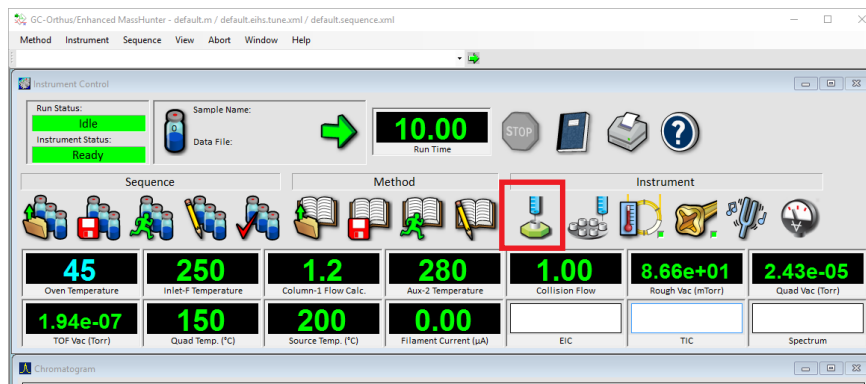 GC-Orthus/Enhanced MassHunter - default.m / default.eihs.tune.xml / default.sequence.xml
Method Instrument Sequence View Abort Window Help
Instrument Control
Run Status:
Idle
Instrument Status:
Ready
0
Sample Name:
Data File:
10.00
Run Time
STOP
?
Sequence Method Instrument
45 250 1.2 280 1.00 8.66e+01 2.43e-05
Oven Temperature Inlet-F Temperature Column-1 Flow Calc. Aux-2 Temperature Collision Flow Rough Vac (mTorr) Quad Vac (Torr)
1.94e-07 150 200 0.00
TOF Vac (Torr) Quad Temp. (°C) Source Temp. (°C) Filament Current (μA) EIC TIC Spectrum
Chromatogram